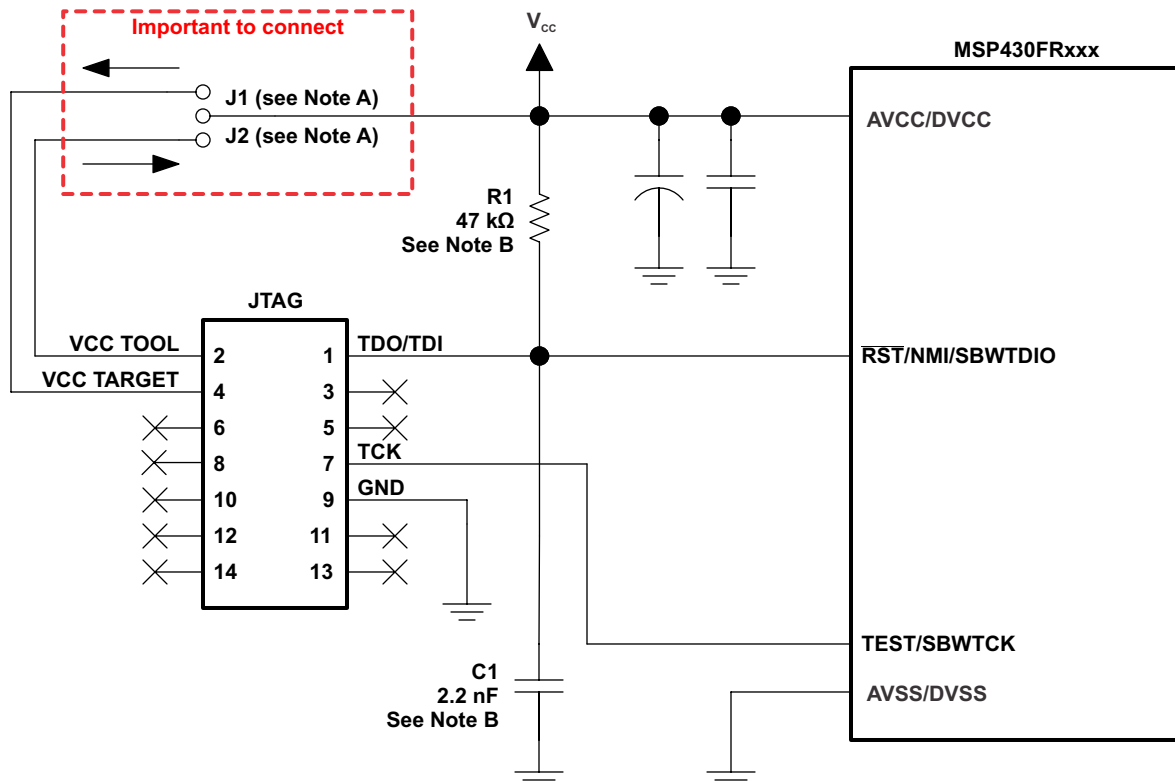 Important to connect
VCC
MSP430FRxxx
J1 (see Note A)
J2 (see Note A)
AVCC/DVCC
R1
47 kΩ
See Note B
JTAG
VCC TOOL
2
1
TDO/TDI
RST/NMI/SBWTDIO
VCC TARGET
4
3
6
5
TCK
8
7
GND
10
9
12
11
14
13
TEST/SBWTCK
C1
2.2 nF
See Note B
AVSS/DVSS